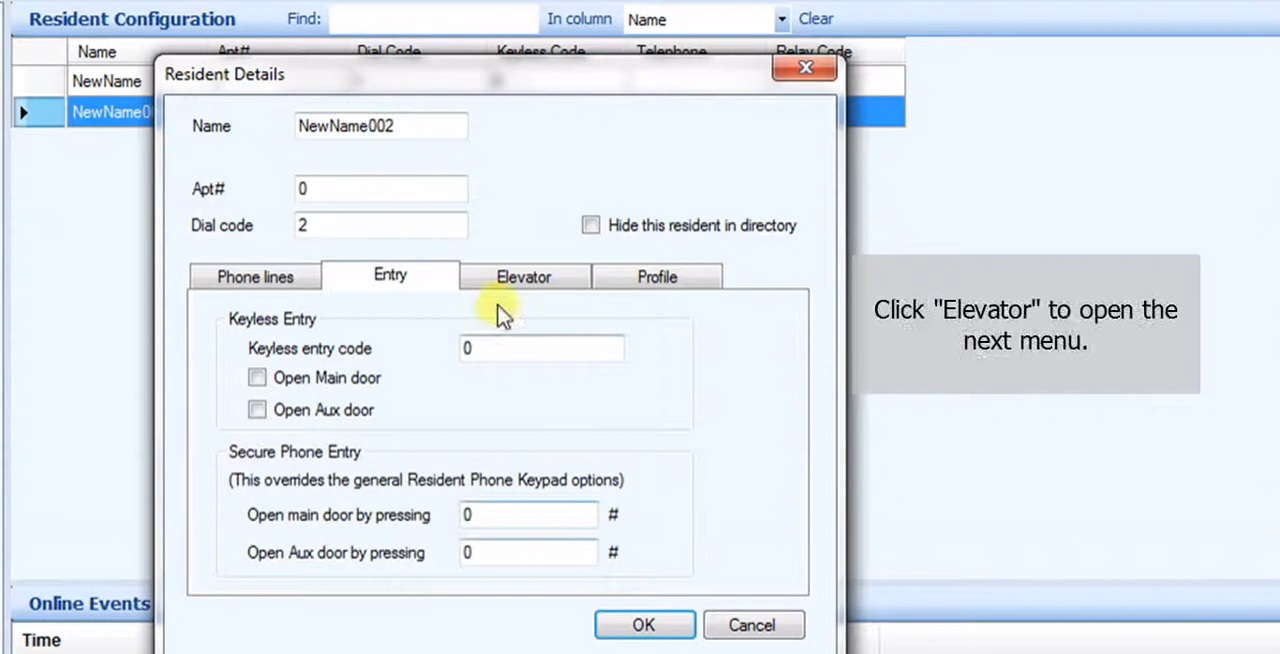 Resident Configuration Find: In column Name Clear
Name Apt# Dial Code Keyless Code Telephone Relay Code
Resident Details
NewName
NewName0
Name NewName002
Apt# 0
Dial code 2 Hide this resident in directory
Phone lines Entry Elevator Profile
Keyless Entry
Keyless entry code 0
Open Main door
Open Aux door
Secure Phone Entry
(This overrides the general Resident Phone Keypad options)
Open main door by pressing 0 #
Open Aux door by pressing 0 #
OK Cancel
Click "Elevator" to open the
next menu.
Online Events
Time